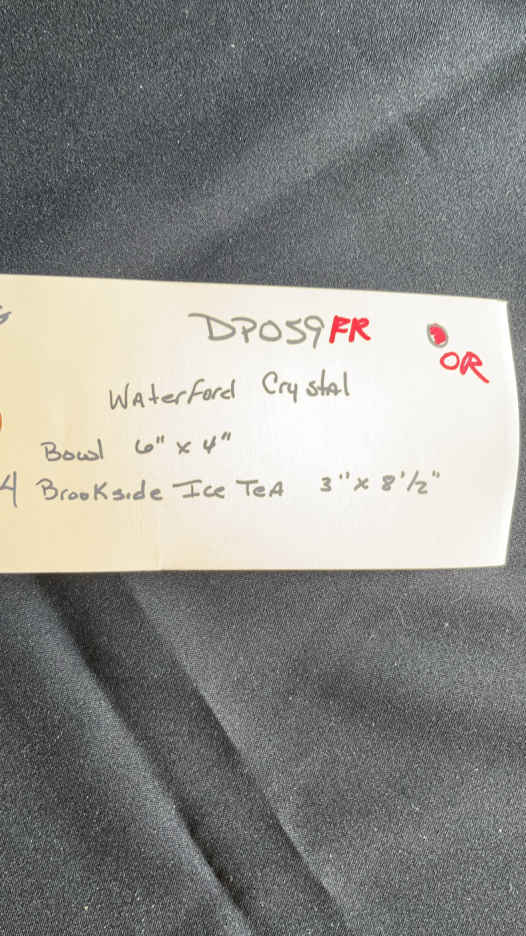 DP059FR
OR
Waterford Crystal
Bowl 6" x 4"
4 Brookside Ice Tea 3" x 8 1/2"